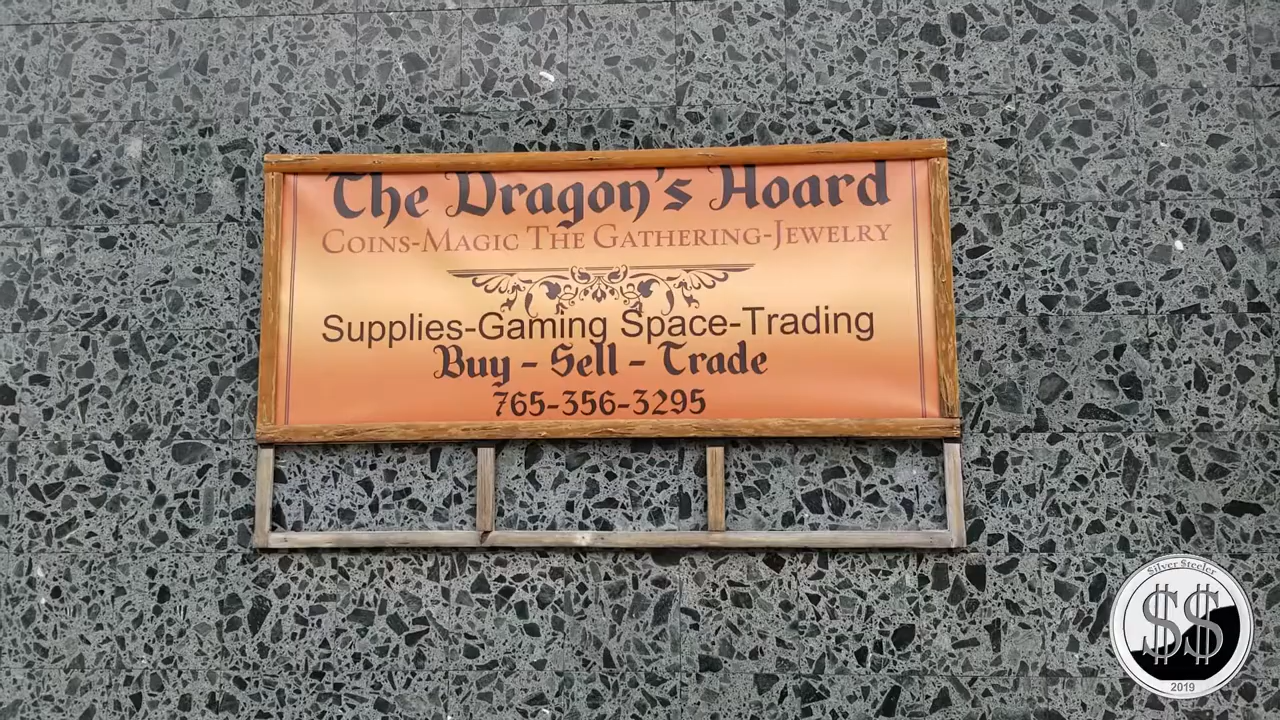 The Dragon's Hoard
Coins-Magic The Gathering-Jewelry
Supplies-Gaming Space-Trading
Buy - Sell - Trade
765-356-3295
Silver $teeler
$$
2019